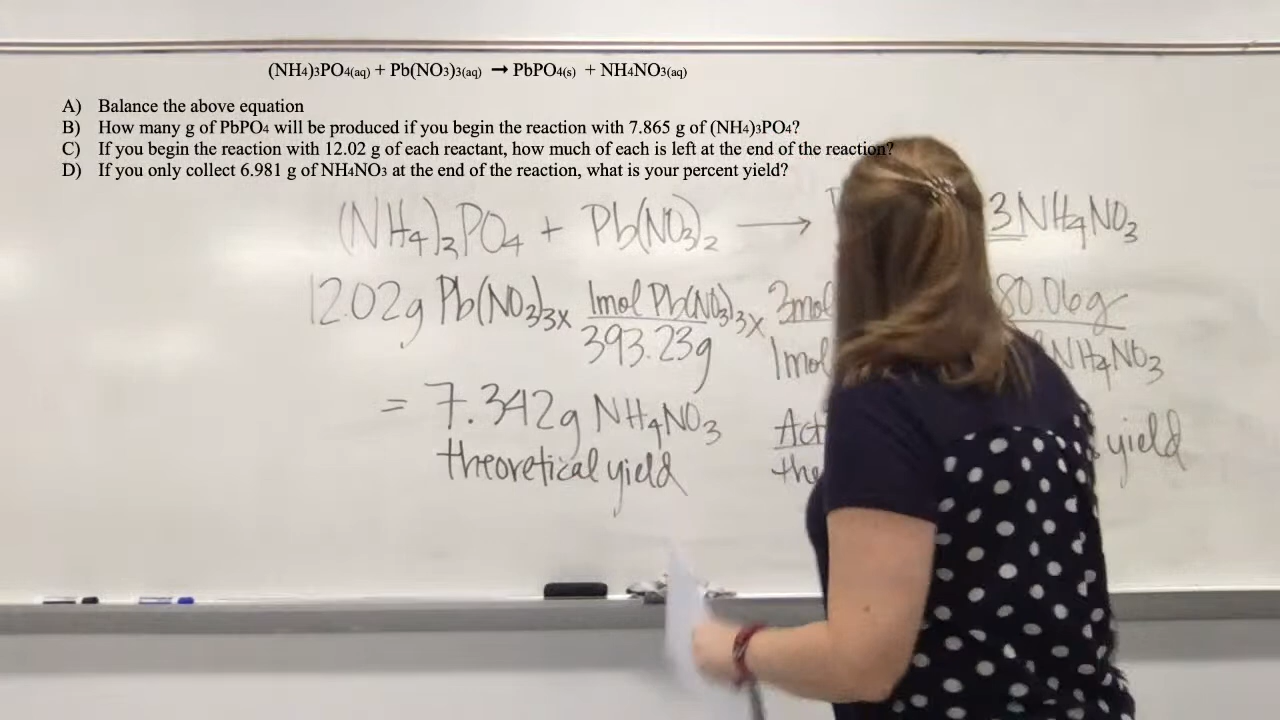 (NH4)3PO4(aq) + Pb(NO3)3(aq) → PbPO4(s) + NH4NO3(aq)
A) Balance the above equation
B) How many g of PbPO4 will be produced if you begin the reaction with 7.865 g of (NH4)3PO4?
C) If you begin the reaction with 12.02 g of each reactant, how much of each is left at the end of the reaction?
D) If you only collect 6.981 g of NH4NO3 at the end of the reaction, what is your percent yield?
(NH4)3PO4 + Pb(NO3)2 → 3NH4NO3
12.02g Pb(NO3)3 x 1mol Pb(NO3)3 x 3mol 80.06g
393.23g 1mol NH4NO3
= 7.342g NH4NO3 Act yield
theoretical yield the